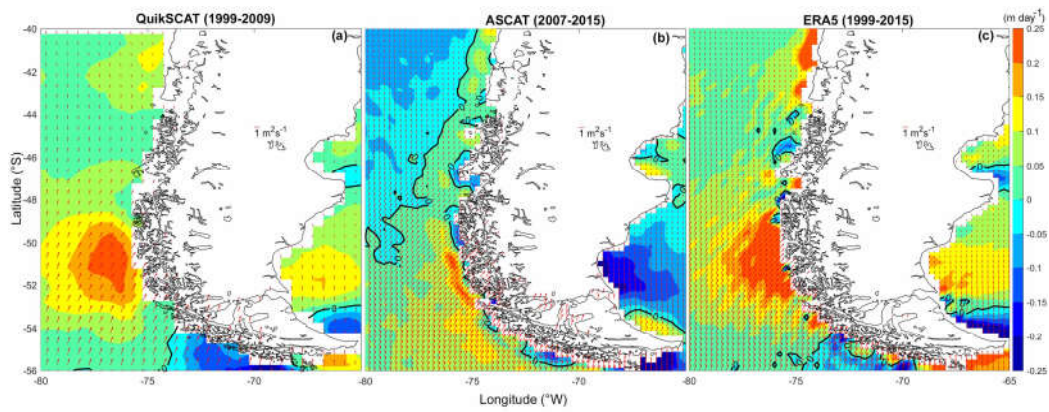 QuikSCAT (1999-2009) ASCAT (2007-2015) ERA5 (1999-2015) (m day-1)
(a) (b) (c)
-40 -42 -44 -46 -48 -50 -52 -54 -56
Latitude (°S)
1 m²s-1 1 m²s-1 1 m²s-1
0.25
0.2
0.15
0.1
0.05
0
-0.05
-0.1
-0.15
-0.2
-0.25
-80 -75 -70 -80 -75 -70 -80 -75 -70 -65
Longitude (°W)